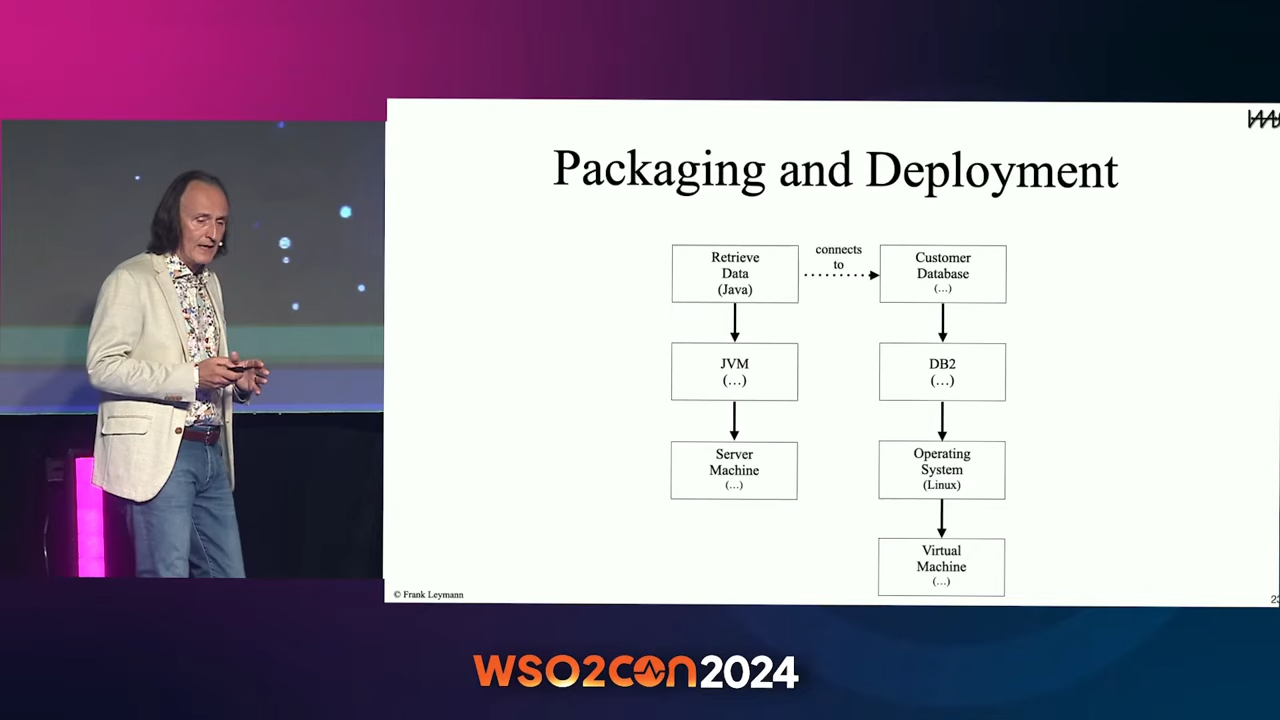 Packaging and Deployment
Retrieve
Data
(Java)
connects
to
Customer
Database
(…)
JVM
(…)
DB2
(…)
Server
Machine
(…)
Operating
System
(Linux)
Virtual
Machine
(…)
© Frank Leymann
23
WSO2CON2024